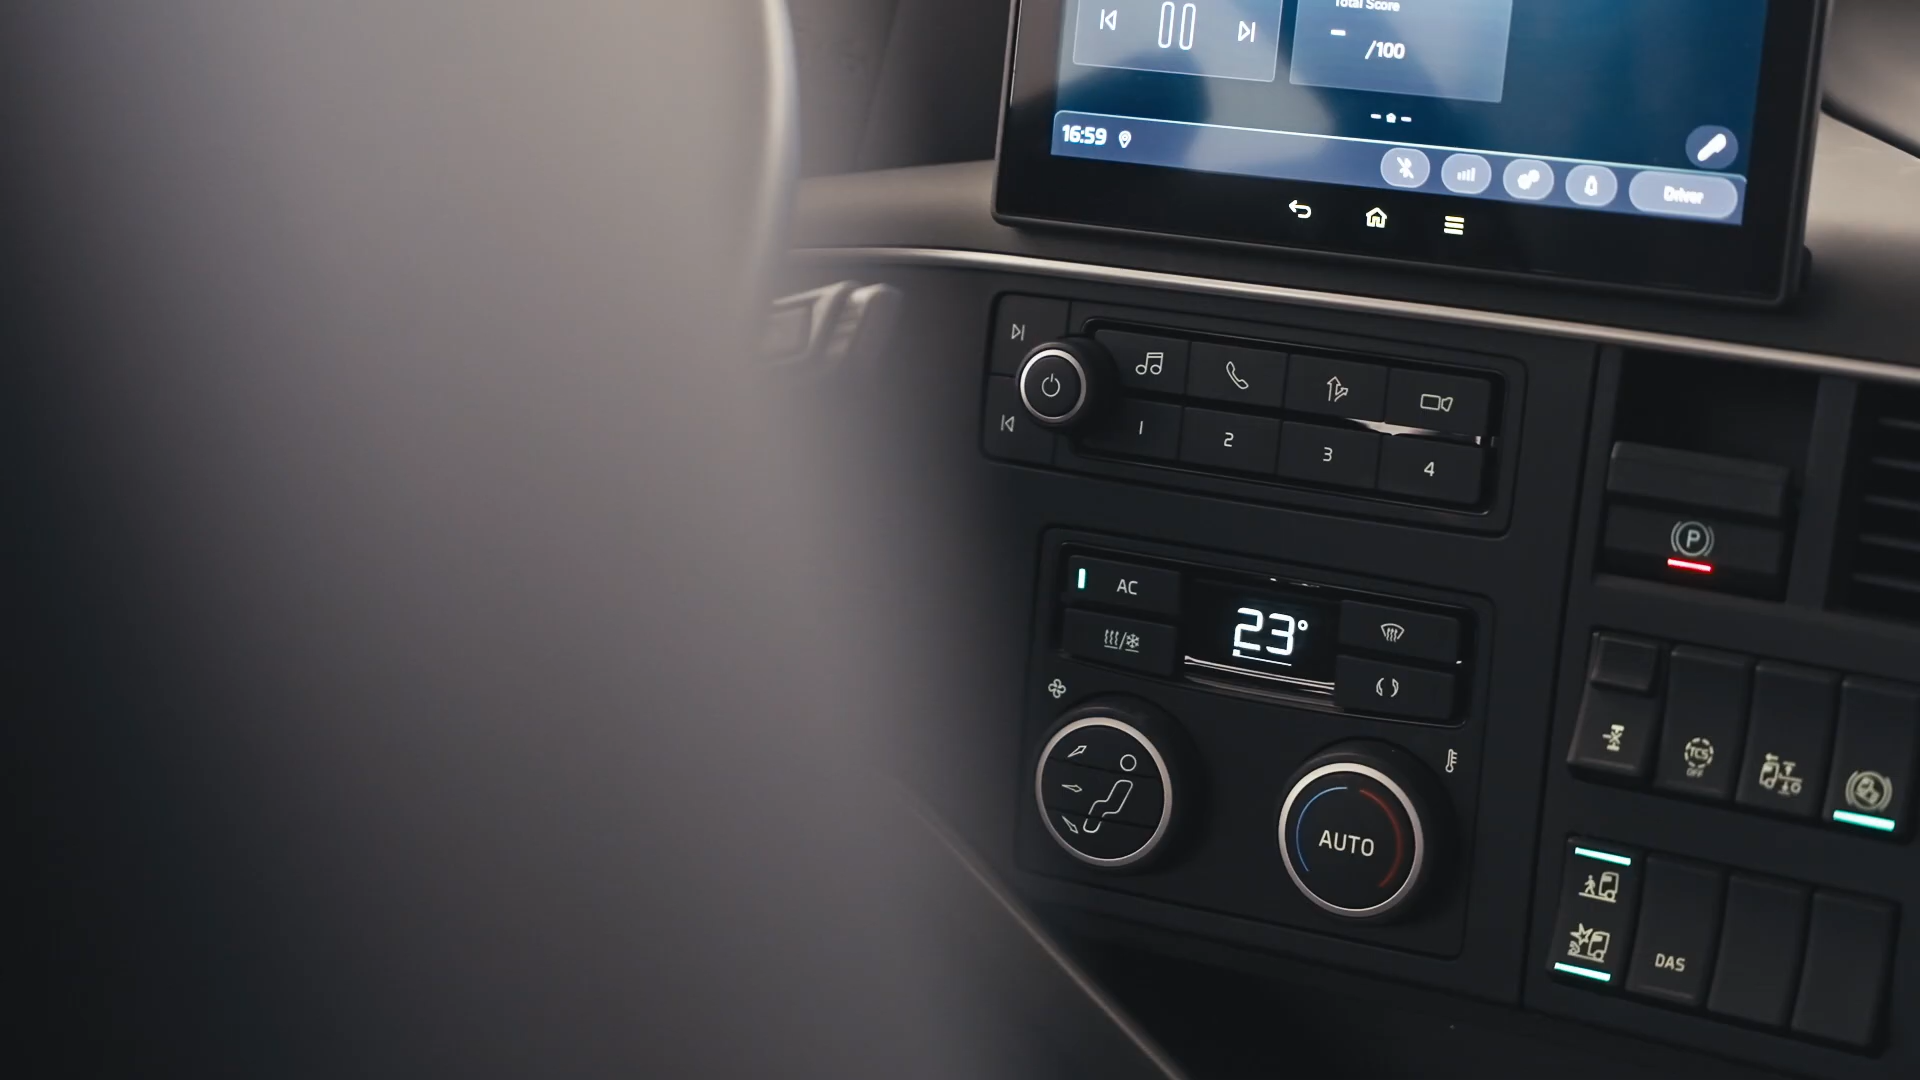 Total Score
- /100
16:59
Driver
1
2
3
4
AC
23°
P
AUTO
TCS
OFF
DAS